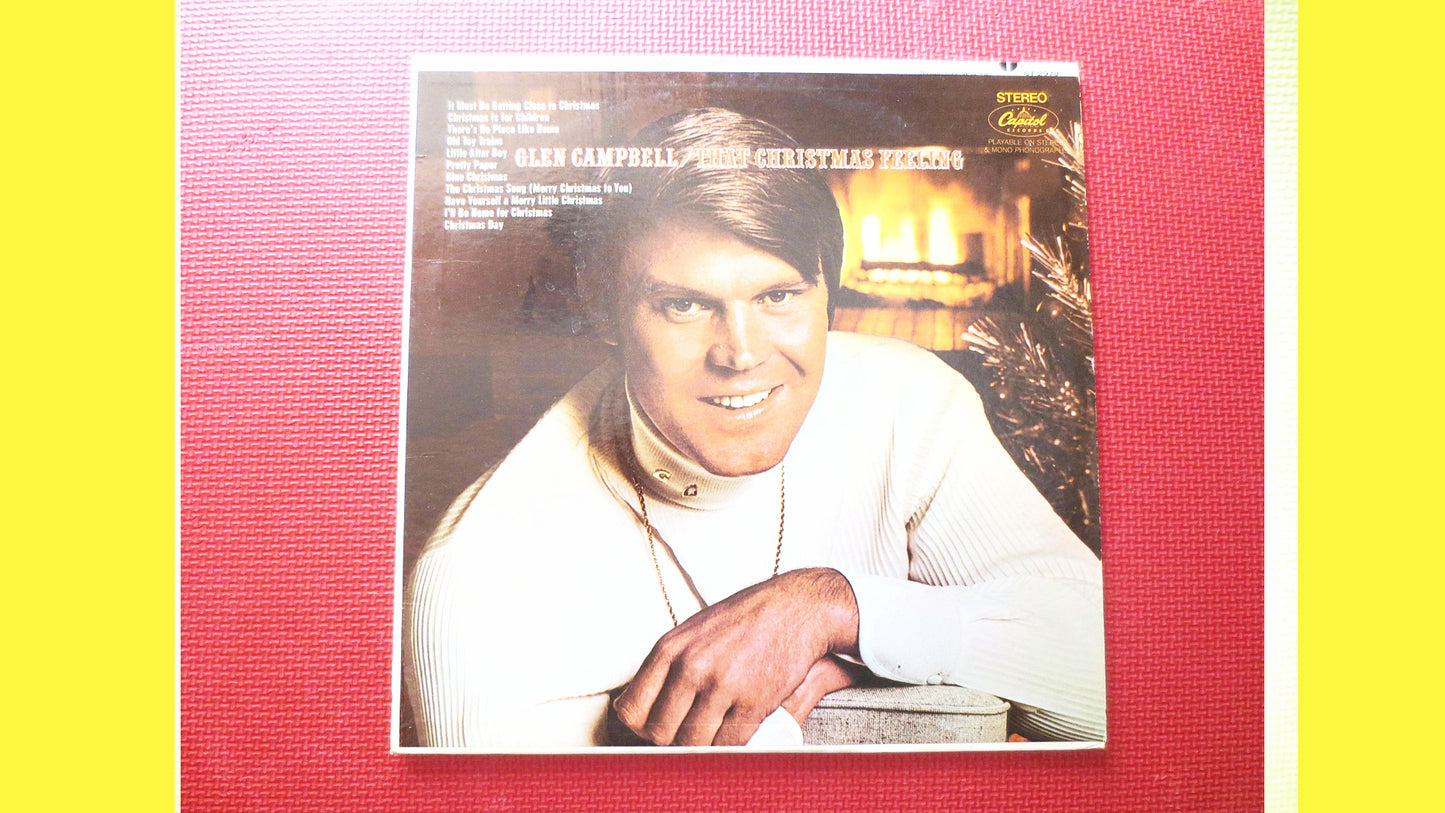 It Must Be Getting Close to Christmas
Christmas Is for Children
There's No Place Like Home
Old Toy Trains
Little Altar Boy
Pretty Paper
Blue Christmas
The Christmas Song (Merry Christmas to You)
Have Yourself a Merry Little Christmas
I'll Be Home for Christmas
Christmas Day
GLEN CAMPBELL/THAT CHRISTMAS FEELING
STEREO
Capitol
RECORDS
PLAYABLE ON STEREO
& MONO PHONOGRAPHS